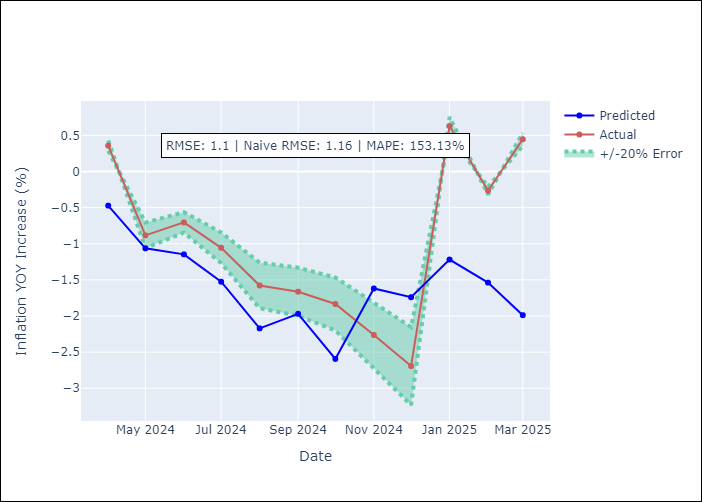 Predicted
Actual
+/-20% Error
RMSE: 1.1 | Naive RMSE: 1.16 | MAPE: 153.13%
0.5
0
−0.5
−1
−1.5
−2
−2.5
−3
Inflation YOY Increase (%)
May 2024 Jul 2024 Sep 2024 Nov 2024 Jan 2025 Mar 2025
Date